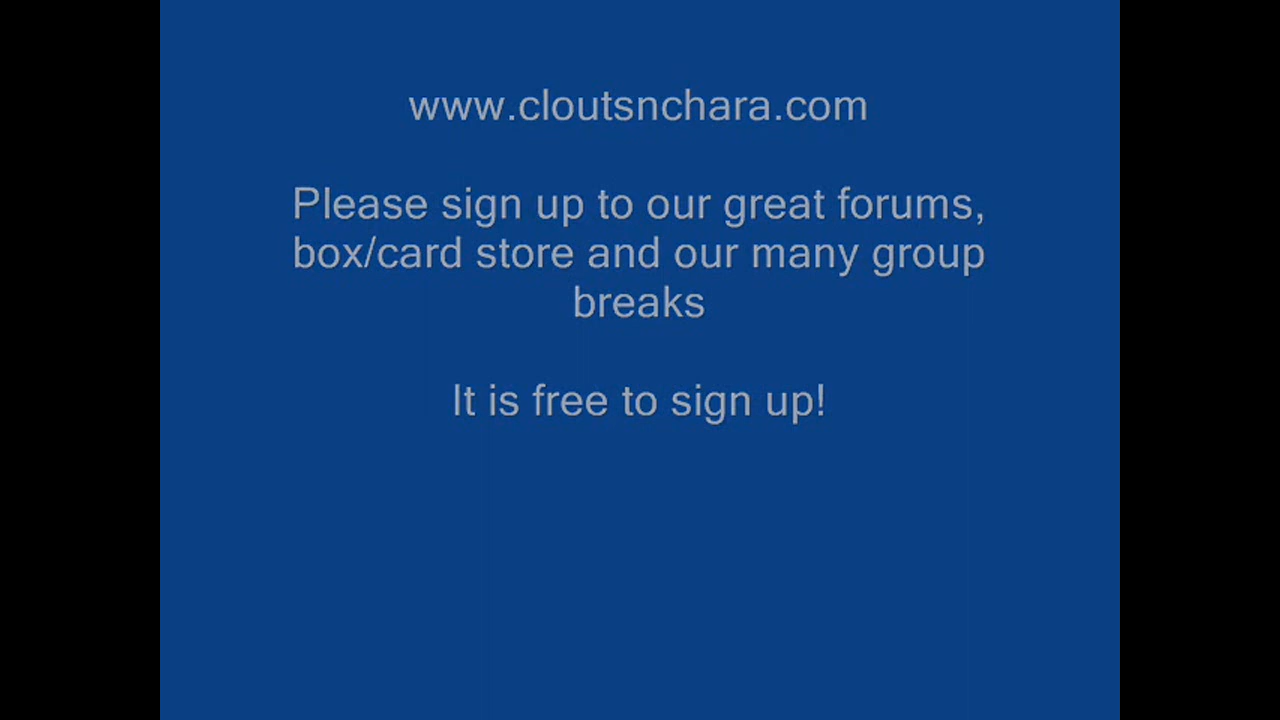 www.cloutsnchara.com
Please sign up to our great forums,
box/card store and our many group
breaks
It is free to sign up!